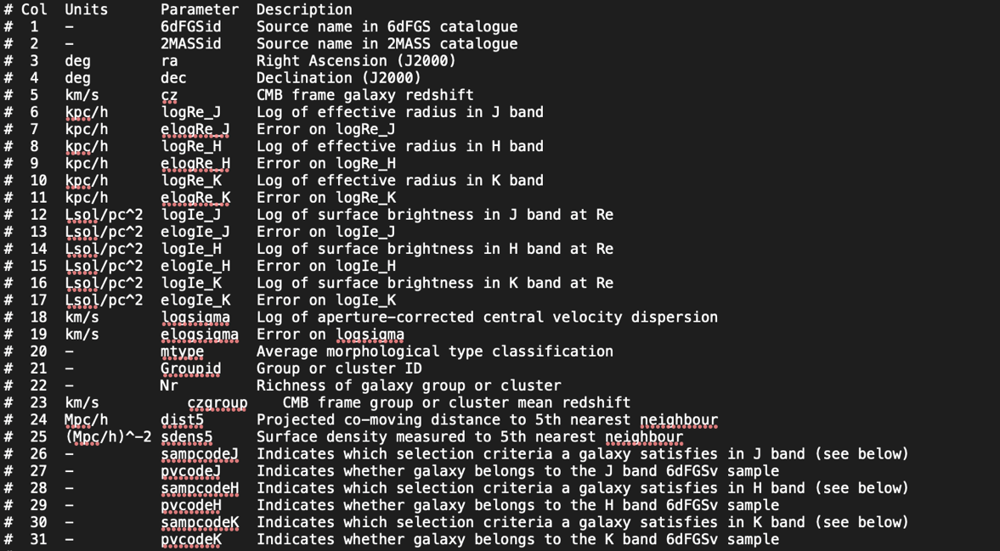 # Col  Units      Parameter  Description
#  1   –          6dFGSid    Source name in 6dFGS catalogue
#  2   –          2MASSid    Source name in 2MASS catalogue
#  3   deg        ra         Right Ascension (J2000)
#  4   deg        dec        Declination (J2000)
#  5   km/s       cz         CMB frame galaxy redshift
#  6   kpc/h      logRe_J    Log of effective radius in J band
#  7   kpc/h      elogRe_J   Error on logRe_J
#  8   kpc/h      logRe_H    Log of effective radius in H band
#  9   kpc/h      elogRe_H   Error on logRe_H
#  10  kpc/h      logRe_K    Log of effective radius in K band
#  11  kpc/h      elogRe_K   Error on logRe_K
#  12  Lsol/pc^2  logIe_J    Log of surface brightness in J band at Re
#  13  Lsol/pc^2  elogIe_J   Error on logIe_J
#  14  Lsol/pc^2  logIe_H    Log of surface brightness in H band at Re
#  15  Lsol/pc^2  elogIe_H   Error on logIe_H
#  16  Lsol/pc^2  logIe_K    Log of surface brightness in K band at Re
#  17  Lsol/pc^2  elogIe_K   Error on logIe_K
#  18  km/s       logsigma   Log of aperture-corrected central velocity dispersion
#  19  km/s       elogsigma  Error on logsigma
#  20  –          mtype      Average morphological type classification
#  21  –          Groupid    Group or cluster ID
#  22  –          Nr         Richness of galaxy group or cluster
#  23  km/s          czgroup    CMB frame group or cluster mean redshift
#  24  Mpc/h      dist5      Projected co-moving distance to 5th nearest neighbour
#  25  (Mpc/h)^-2 sdens5     Surface density measured to 5th nearest neighbour
#  26  –          sampcodeJ  Indicates which selection criteria a galaxy satisfies in J band (see below)
#  27  –          pvcodeJ    Indicates whether galaxy belongs to the J band 6dFGSv sample
#  28  –          sampcodeH  Indicates which selection criteria a galaxy satisfies in H band (see below)
#  29  –          pvcodeH    Indicates whether galaxy belongs to the H band 6dFGSv sample
#  30  –          sampcodeK  Indicates which selection criteria a galaxy satisfies in K band (see below)
#  31  –          pvcodeK    Indicates whether galaxy belongs to the K band 6dFGSv sample